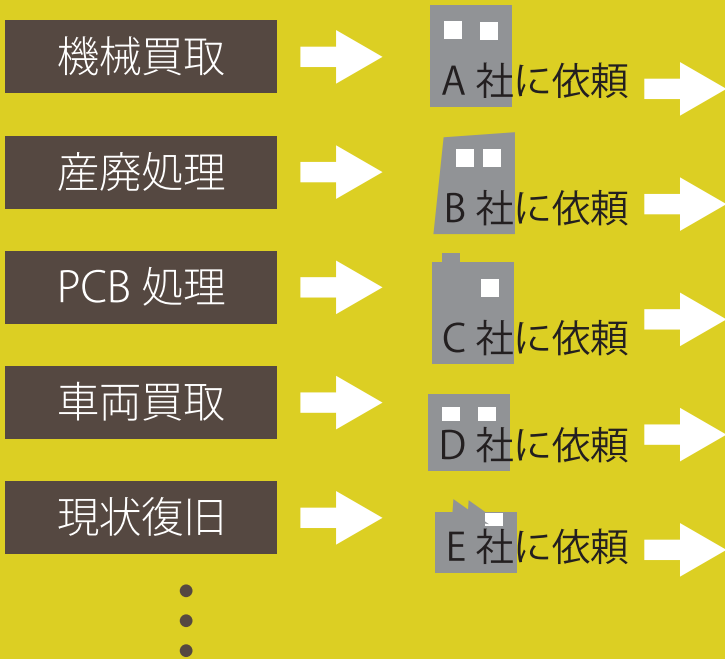 機械買取
A 社に依頼
産廃処理
B 社に依頼
PCB 処理
C 社に依頼
車両買取
D 社に依頼
現状復旧
E 社に依頼